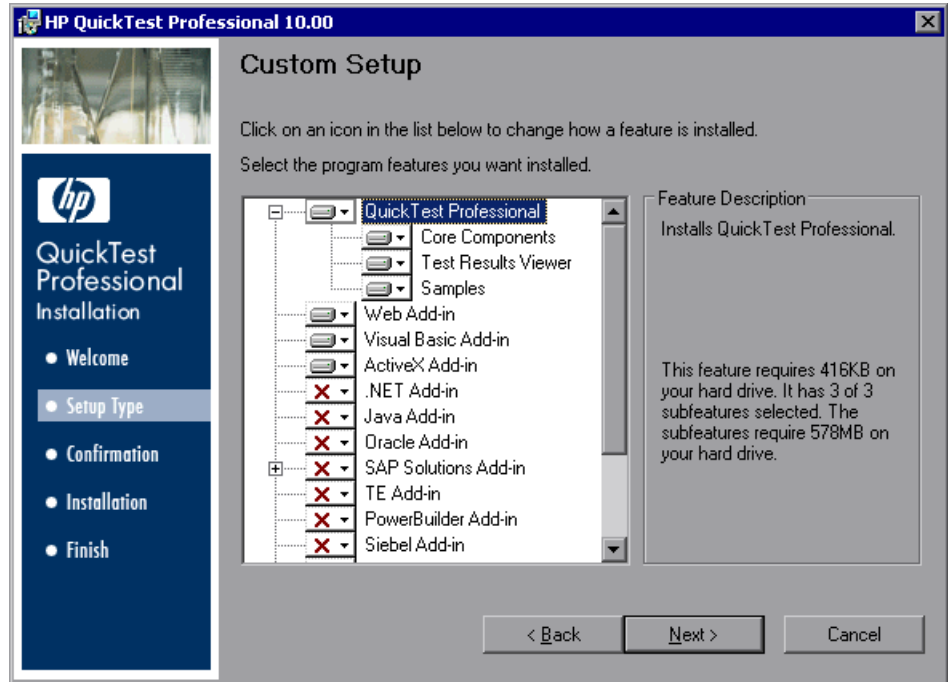 HP QuickTest Professional 10.00
Custom Setup
Click on an icon in the list below to change how a feature is installed.
Select the program features you want installed.
hp
QuickTest
Professional
Installation
Welcome
Setup Type
Confirmation
Installation
Finish
QuickTest Professional
Core Components
Test Results Viewer
Samples
Web Add-in
Visual Basic Add-in
ActiveX Add-in
.NET Add-in
Java Add-in
Oracle Add-in
SAP Solutions Add-in
TE Add-in
PowerBuilder Add-in
Siebel Add-in
Feature Description
Installs QuickTest Professional.
This feature requires 416KB on
your hard drive. It has 3 of 3
subfeatures selected. The
subfeatures require 578MB on
your hard drive.
< Back
Next >
Cancel